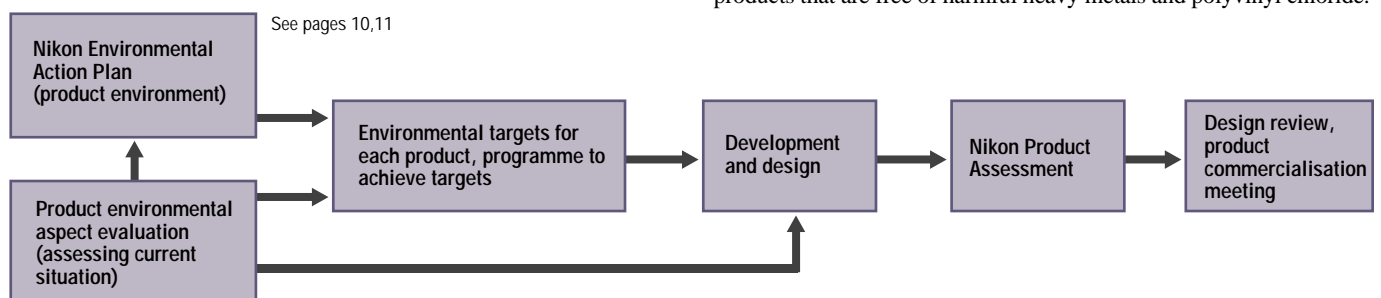 products that are free of harmful heavy metals and polyvinyl chloride.
See pages 10,11
Nikon Environmental
Action Plan
(product environment)
Product environmental
aspect evaluation
(assessing current
situation)
Environmental targets for
each product, programme to
achieve targets
Development
and design
Nikon Product
Assessment
Design review,
product
commercialisation
meeting